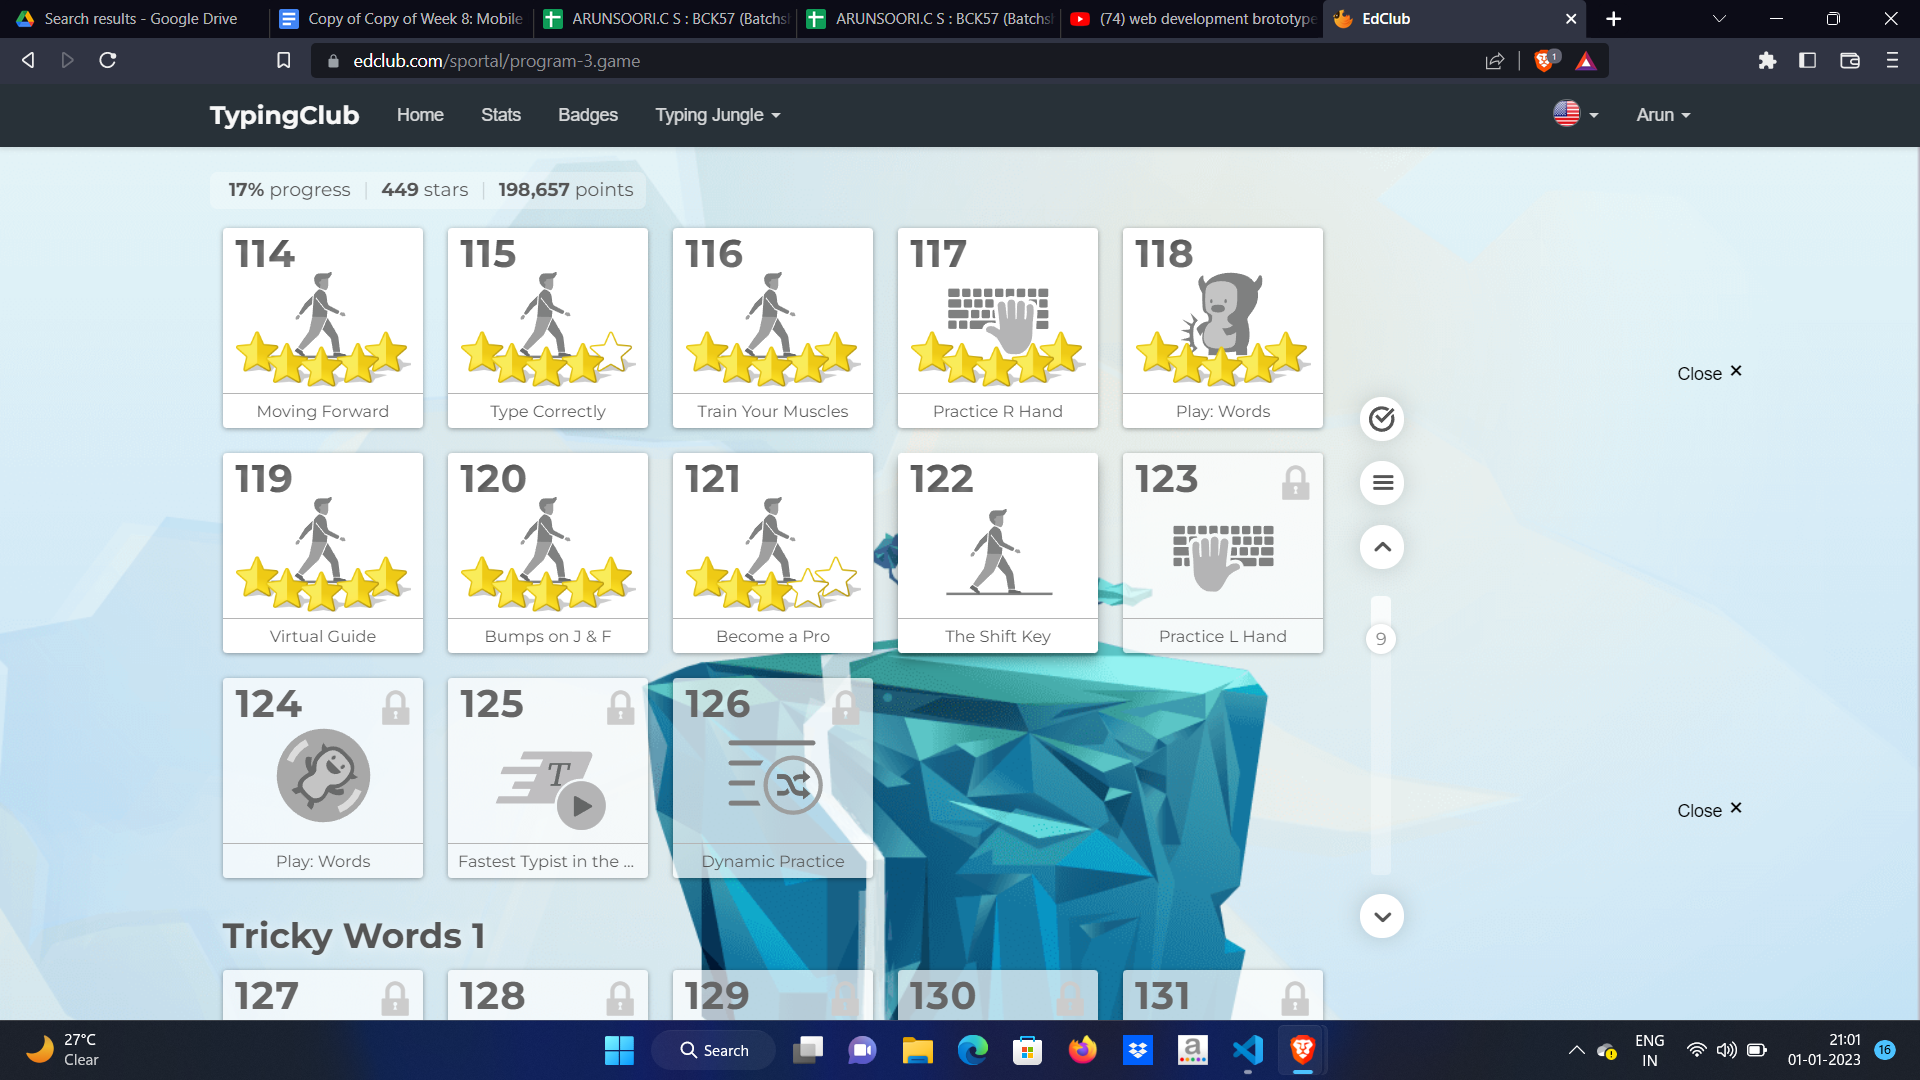 Search results - Google Drive
Copy of Copy of Week 8: Mobile
ARUNSOORI.C S : BCK57 (Batchsh
ARUNSOORI.C S : BCK57 (Batchsh
(74) web development brototype
EdClub
edclub.com/sportal/program-3.game
1
TypingClub Home Stats Badges Typing Jungle
Arun
17% progress | 449 stars | 198,657 points
114 115 116 117 118
Moving Forward Type Correctly Train Your Muscles Practice R Hand Play: Words
Close ×
119 120 121 122 123
Virtual Guide Bumps on J & F Become a Pro The Shift Key Practice L Hand
9
124 125 126
T
Play: Words Fastest Typist in the ... Dynamic Practice
Close ×
Tricky Words 1
127 128 129 130 131
27°C
Clear
Search
a
ENG
IN
21:01
01-01-2023
16